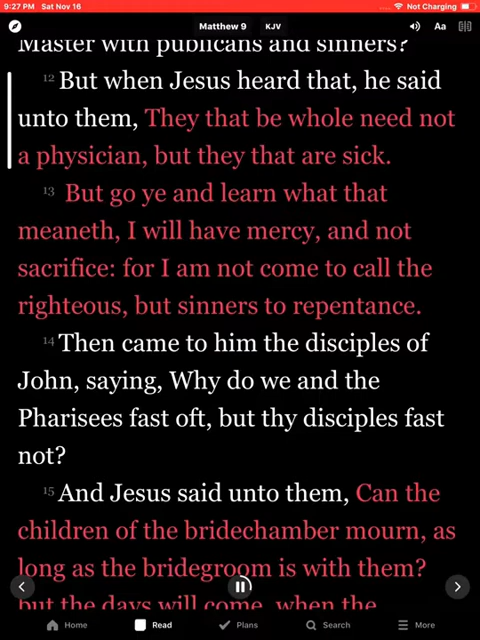 9:27 PM Sat Nov 16 Not Charging
Matthew 9 KJV Aa
Master with publicans and sinners?
12 But when Jesus heard that, he said
unto them, They that be whole need not
a physician, but they that are sick.
13 But go ye and learn what that
meaneth, I will have mercy, and not
sacrifice: for I am not come to call the
righteous, but sinners to repentance.
14 Then came to him the disciples of
John, saying, Why do we and the
Pharisees fast oft, but thy disciples fast
not?
15 And Jesus said unto them, Can the
children of the bridechamber mourn, as
long as the bridegroom is with them?
but the days will come, when the
Home Read Plans Search More